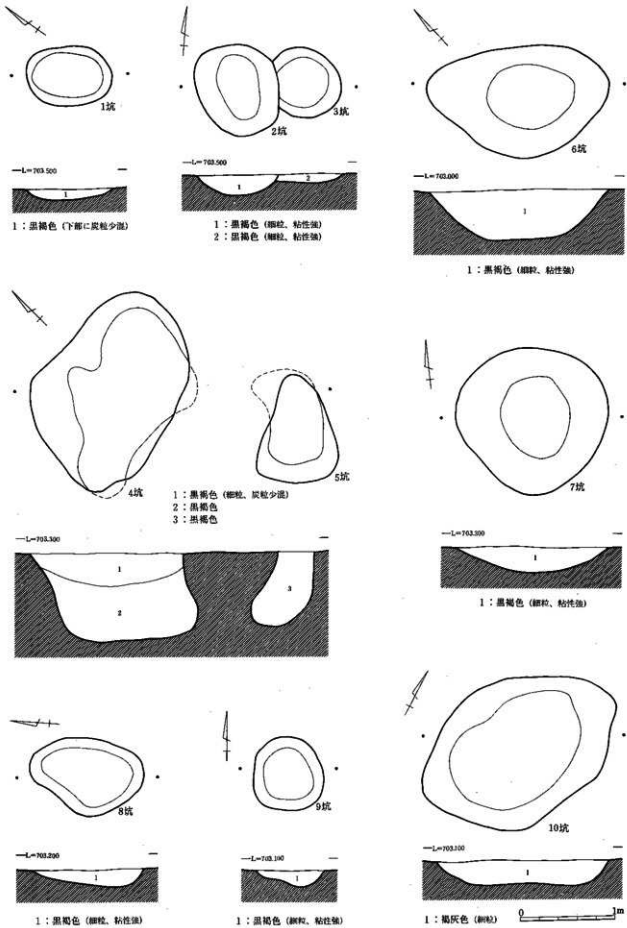 1坑
L=703.500
1：黒褐色（下部に炭粒少混）
2坑
3坑
L=703.500
1
2
1：黒褐色（細粒、粘性強）
2：黒褐色（細粒、粘性強）
6坑
L=703.000
1
1：黒褐色（細粒、粘性強）
4坑
5坑
1：黒褐色（細粒、炭粒少混）
2：黒褐色
3：黒褐色
L=703.300
1
2
3
7坑
L=703.300
1
1：黒褐色（細粒、粘性強）
8坑
L=703.200
1
1：黒褐色（細粒、粘性強）
9坑
L=703.100
1
1：黒褐色（細粒、粘性強）
10坑
L=703.100
1
1：褐灰色（細粒）
0 1m